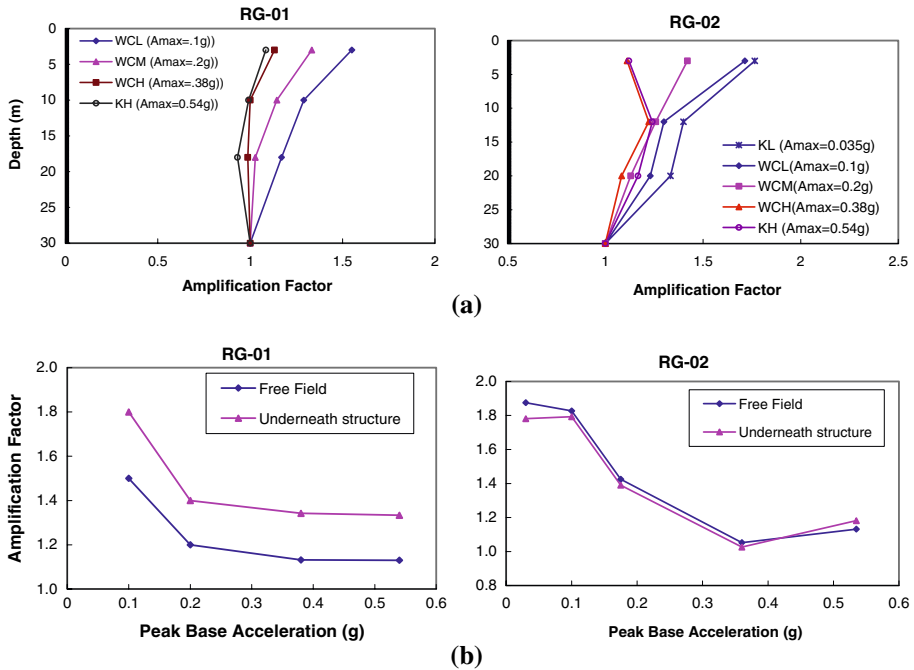 RG-01
0
5
10
15
20
25
30
Depth (m)
WCL (Amax=.1g))
WCM (Amax=.2g))
WCH (Amax=.38g))
KH (Amax=0.54g))
0
0.5
1
1.5
2
Amplification Factor
RG-02
0
5
10
15
20
25
30
KL (Amax=0.035g)
WCL(Amax=0.1g)
WCM(Amax=0.2g)
WCH(Amax=0.38g)
KH (Amax=0.54g)
0.5
1
1.5
2
2.5
Amplification Factor
(a)
RG-01
2.0
1.8
1.6
1.4
1.2
1.0
Amplification Factor
Free Field
Underneath structure
0
0.1
0.2
0.3
0.4
0.5
0.6
Peak Base Acceleration (g)
RG-02
2.0
1.8
1.6
1.4
1.2
1.0
0.8
Free Field
Underneath structure
0
0.1
0.2
0.3
0.4
0.5
0.6
Peak Base Acceleration (g)
(b)